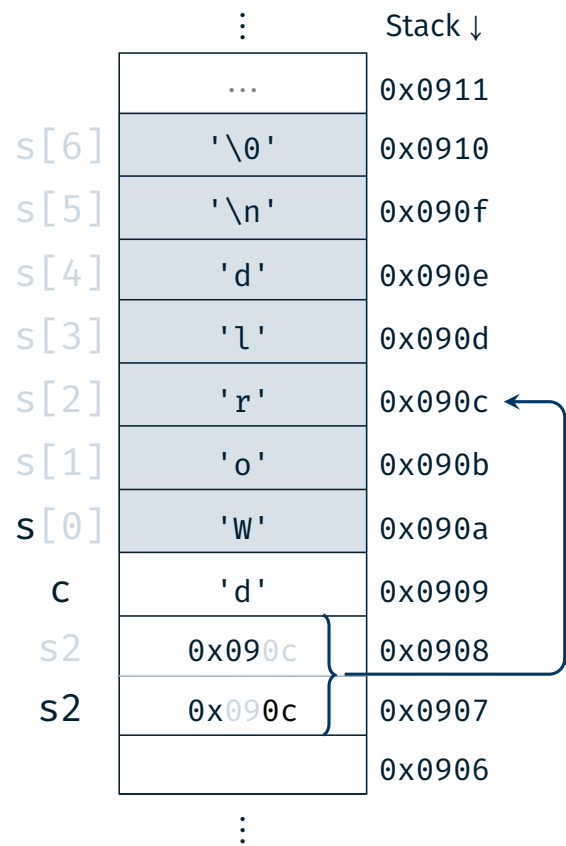 ⋮ Stack ↓
... 0x0911
s[6] '\0' 0x0910
s[5] '\n' 0x090f
s[4] 'd' 0x090e
s[3] 'l' 0x090d
s[2] 'r' 0x090c
s[1] 'o' 0x090b
s[0] 'W' 0x090a
c 'd' 0x0909
s2 0x090c 0x0908
s2 0x090c 0x0907
0x0906
⋮